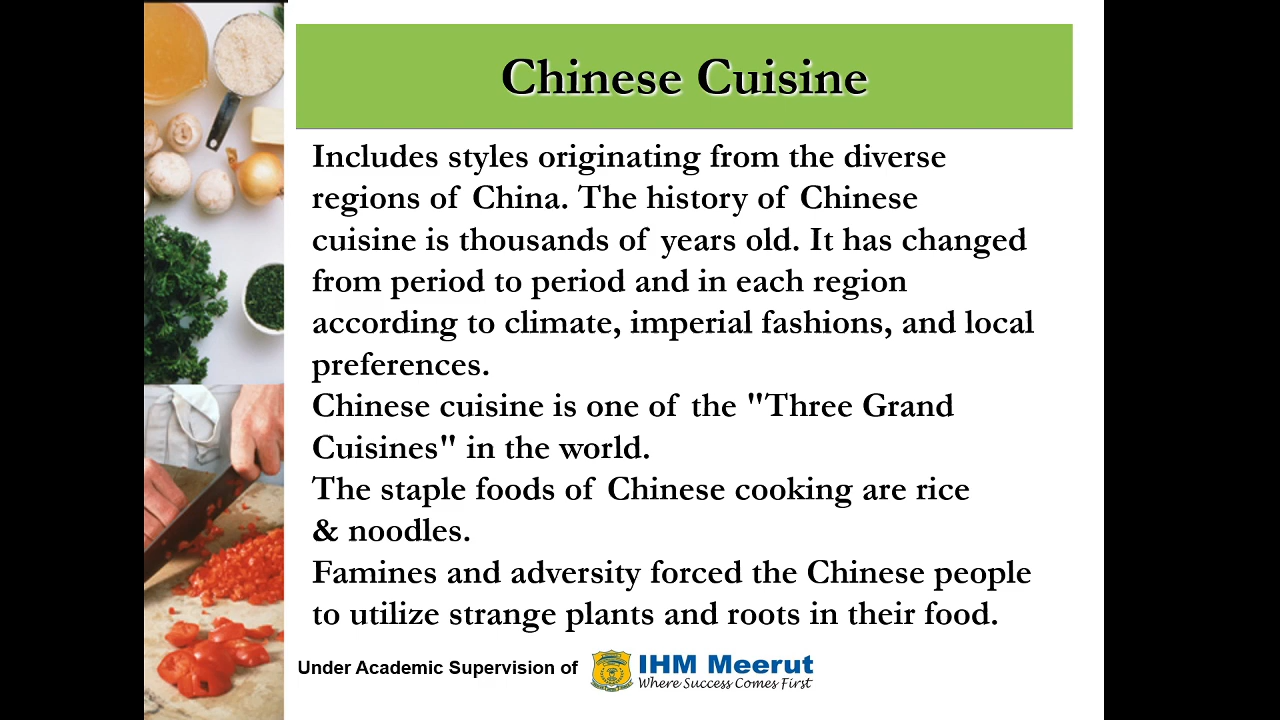 Chinese Cuisine
Includes styles originating from the diverse
regions of China. The history of Chinese
cuisine is thousands of years old. It has changed
from period to period and in each region
according to climate, imperial fashions, and local
preferences.
Chinese cuisine is one of the "Three Grand
Cuisines" in the world.
The staple foods of Chinese cooking are rice
& noodles.
Famines and adversity forced the Chinese people
to utilize strange plants and roots in their food.
Under Academic Supervision of
IHM Meerut
Where Success Comes First